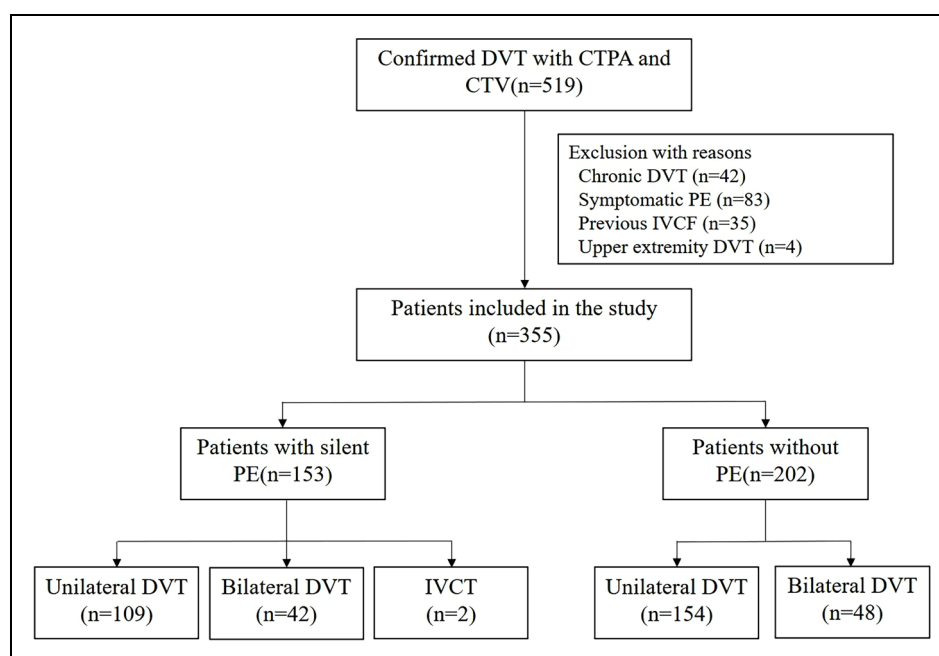 Confirmed DVT with CTPA and
CTV(n=519)
Exclusion with reasons
Chronic DVT (n=42)
Symptomatic PE (n=83)
Previous IVCF (n=35)
Upper extremity DVT (n=4)
Patients included in the study
(n=355)
Patients with silent
PE(n=153)
Patients without
PE(n=202)
Unilateral DVT
(n=109)
Bilateral DVT
(n=42)
IVCT
(n=2)
Unilateral DVT
(n=154)
Bilateral DVT
(n=48)